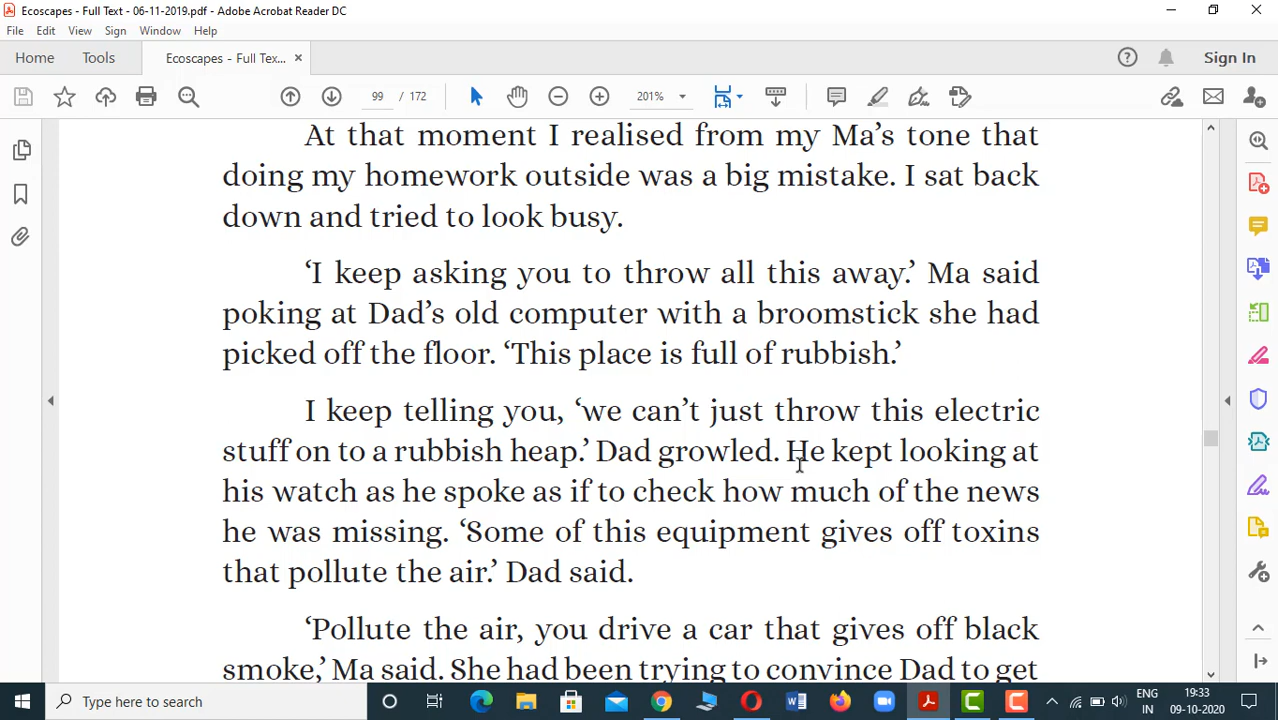 Ecoscapes - Full Text - 06-11-2019.pdf - Adobe Acrobat Reader DC
File Edit View Sign Window Help
Home Tools Ecoscapes - Full Tex... × Sign In
99 / 172 201%
At that moment I realised from my Ma’s tone that
doing my homework outside was a big mistake. I sat back
down and tried to look busy.
‘I keep asking you to throw all this away.’ Ma said
poking at Dad’s old computer with a broomstick she had
picked off the floor. ‘This place is full of rubbish.’
I keep telling you, ‘we can’t just throw this electric
stuff on to a rubbish heap.’ Dad growled. He kept looking at
his watch as he spoke as if to check how much of the news
he was missing. ‘Some of this equipment gives off toxins
that pollute the air.’ Dad said.
‘Pollute the air, you drive a car that gives off black
smoke,’ Ma said. She had been trying to convince Dad to get
Type here to search
ENG 19:33
IN 09-10-2020